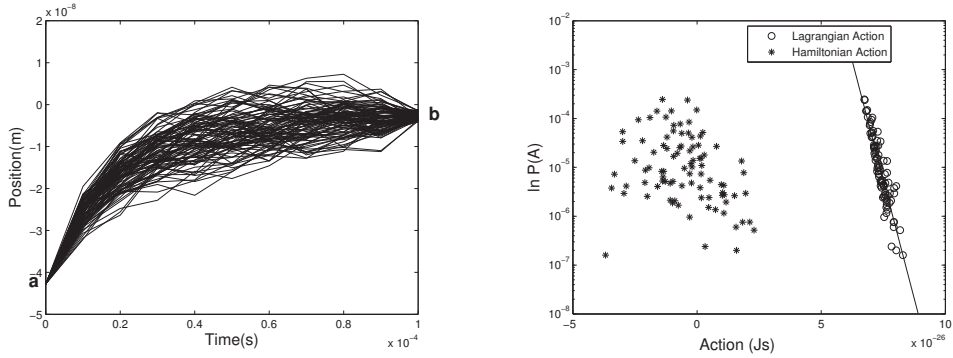 x 10⁻⁸
2
1
0
−1
−2
−3
−4
−5
Position(m)
a
b
0 0.2 0.4 0.6 0.8 1
Time(s)
x 10⁻⁴
10⁻²
10⁻³
10⁻⁴
10⁻⁵
10⁻⁶
10⁻⁷
10⁻⁸
ln P(A)
Lagrangian Action
Hamiltonian Action
−5 0 5 10
Action (Js)
x 10⁻²⁶